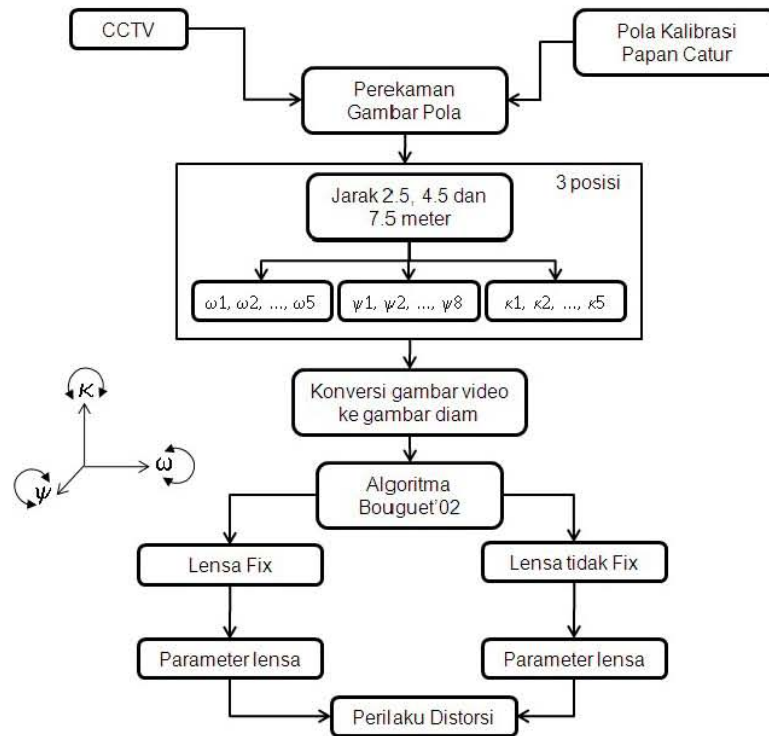 CCTV
Pola Kalibrasi
Papan Catur
Perekaman
Gambar Pola
3 posisi
Jarak 2.5, 4.5 dan
7.5 meter
ω1, ω2, ..., ω5
ψ1, ψ2, ..., ψ8
κ1, κ2, ..., κ5
Konversi gambar video
ke gambar diam
κ
ω
ψ
Algoritma
Bouguet'02
Lensa Fix
Lensa tidak Fix
Parameter lensa
Parameter lensa
Perilaku Distorsi